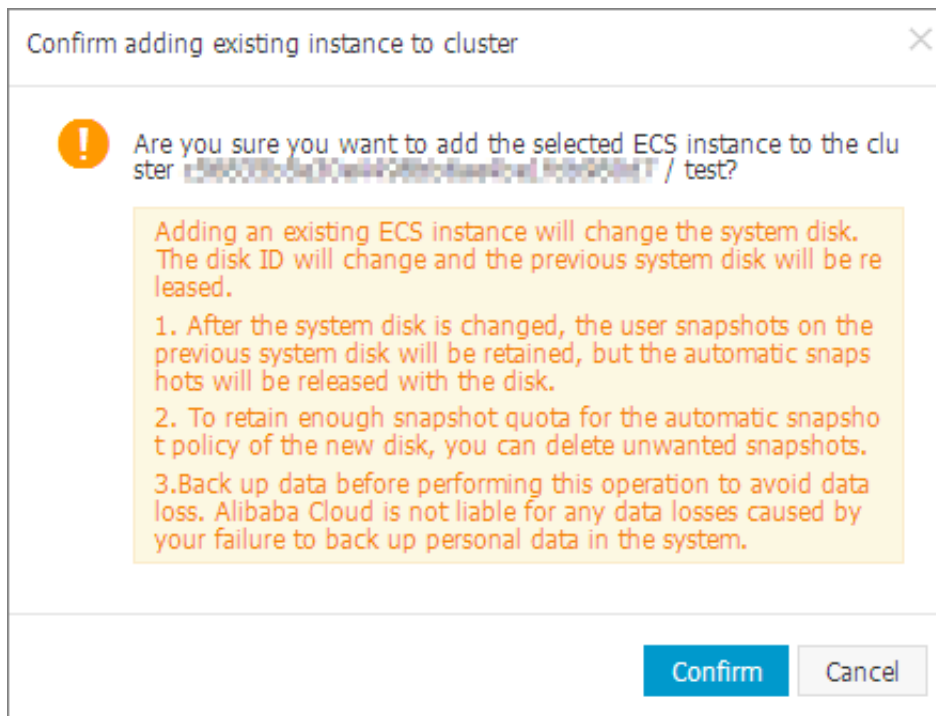 Confirm adding existing instance to cluster
Are you sure you want to add the selected ECS instance to the clu
ster / test?
Adding an existing ECS instance will change the system disk.
The disk ID will change and the previous system disk will be re
leased.
1. After the system disk is changed, the user snapshots on the
previous system disk will be retained, but the automatic snaps
hots will be released with the disk.
2. To retain enough snapshot quota for the automatic snapsho
t policy of the new disk, you can delete unwanted snapshots.
3.Back up data before performing this operation to avoid data
loss. Alibaba Cloud is not liable for any data losses caused by
your failure to back up personal data in the system.
Confirm Cancel